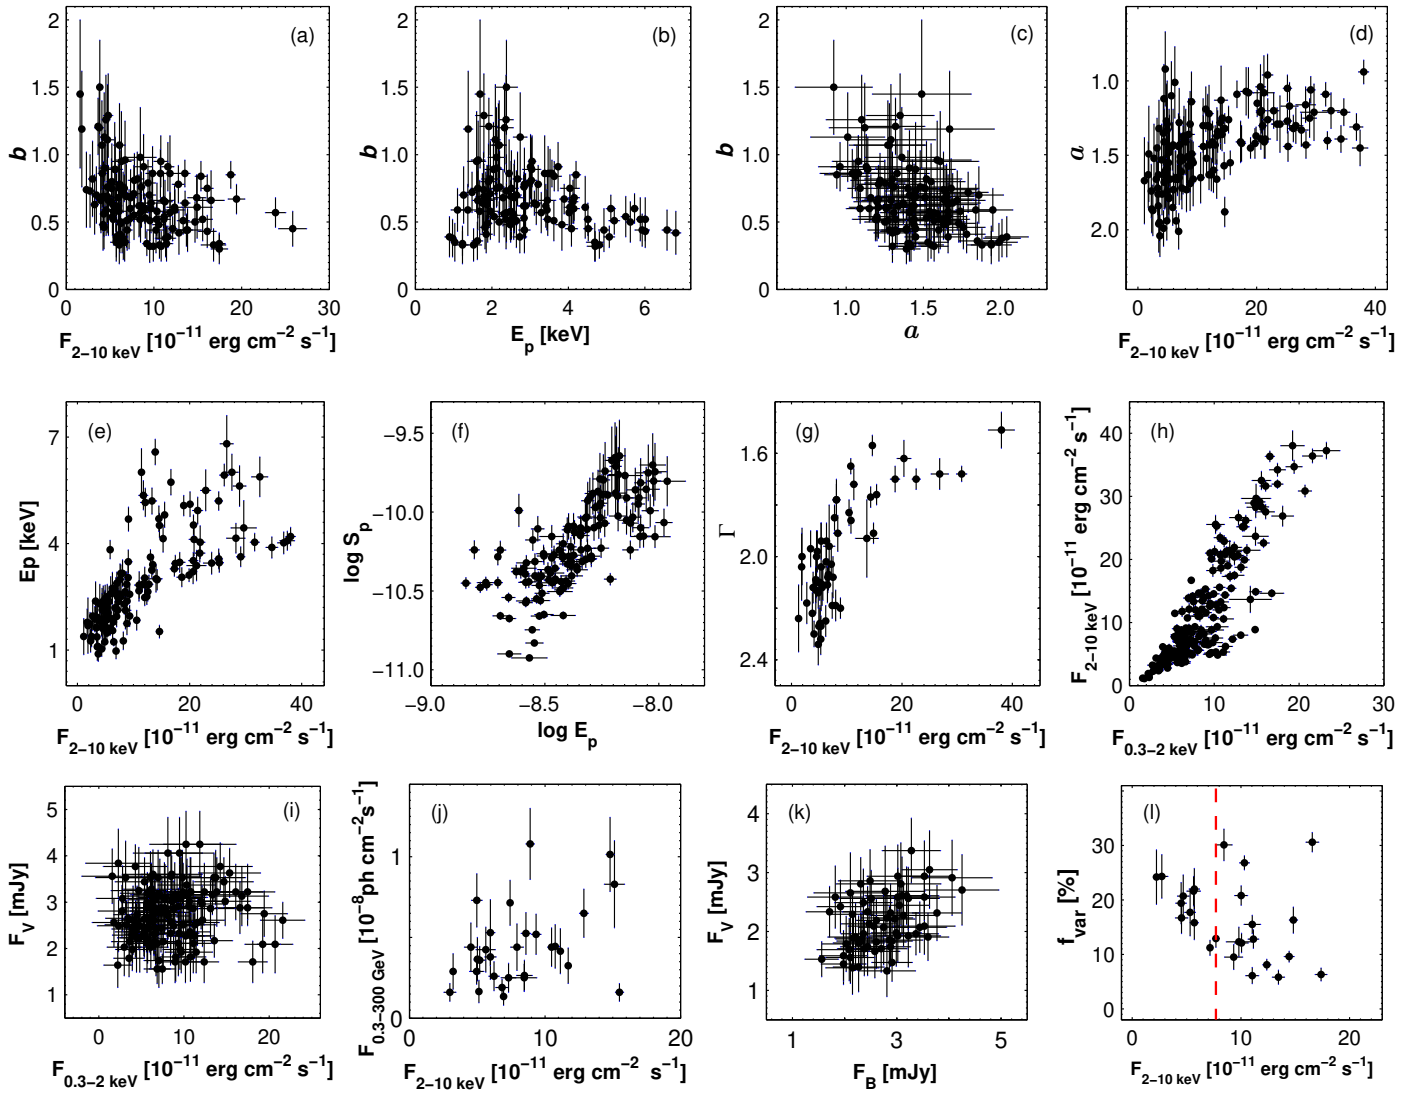 (a)
b
2
1.5
1.0
0.5
0
0 10 20 30
F2−10 keV [10−11 erg cm−2 s−1]
(b)
b
2
1.5
1.0
0.5
0
0 2 4 6
Ep [keV]
(c)
b
2
1.5
1.0
0.5
0
1.0 1.5 2.0
a
(d)
a
1.0
1.5
2.0
0 20 40
F2−10 keV [10−11 erg cm−2 s−1]
(e)
Ep [keV]
7
4
1
0 20 40
F2−10 keV [10−11 erg cm−2 s−1]
(f)
log Sp
−9.5
−10.0
−10.5
−11.0
−9.0 −8.5 −8.0
log Ep
(g)
Γ
1.6
2.0
2.4
0 20 40
F2−10 keV [10−11 erg cm−2 s−1]
(h)
F2−10 keV [10−11 erg cm−2 s−1]
40
30
20
10
0
0 10 20 30
F0.3−2 keV [10−11 erg cm−2 s−1]
(i)
FV [mJy]
5
4
3
2
1
0 10 20
F0.3−2 keV [10−11 erg cm−2 s−1]
(j)
F0.3−300 GeV [10−8ph cm−2s−1]
1
0
0 10 20
F2−10 keV [10−11 erg cm−2 s−1]
(k)
FV [mJy]
4
3
2
1
1 3 5
FB [mJy]
(l)
fvar [%]
30
20
10
0
0 10 20
F2−10 keV [10−11 erg cm−2 s−1]